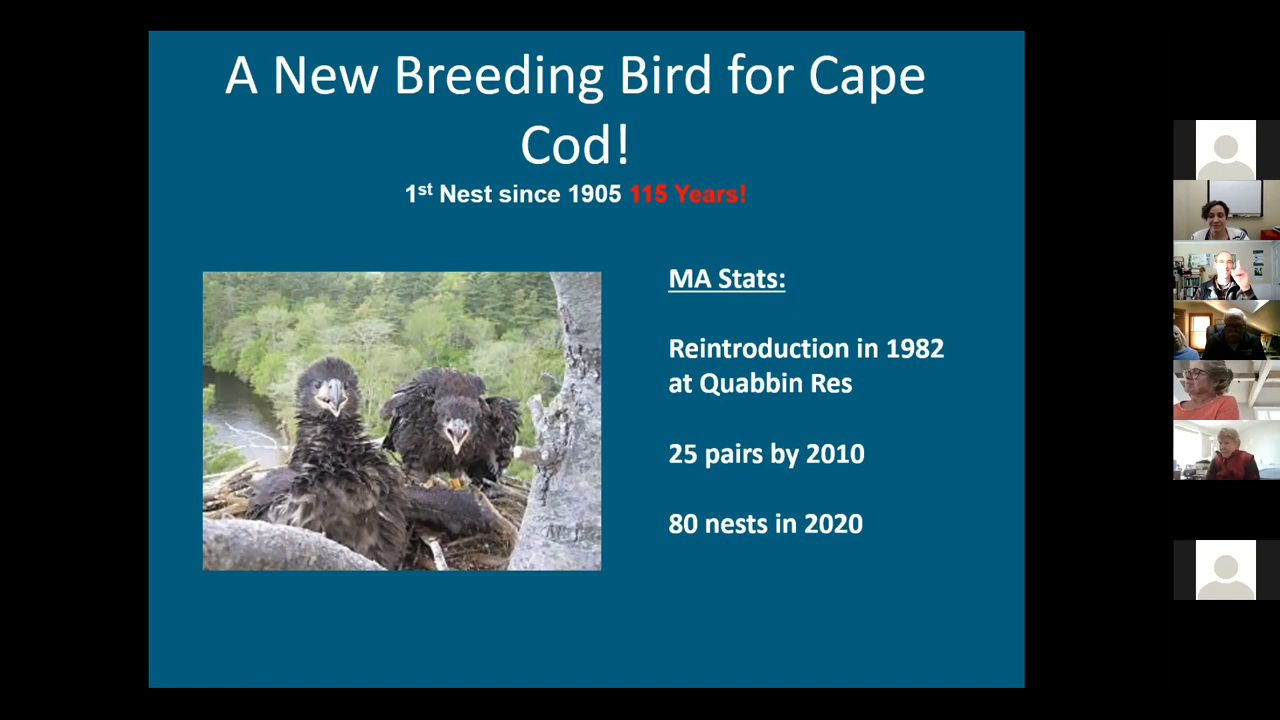 A New Breeding Bird for Cape
Cod!
1st Nest since 1905 115 Years!
MA Stats:
Reintroduction in 1982
at Quabbin Res
25 pairs by 2010
80 nests in 2020